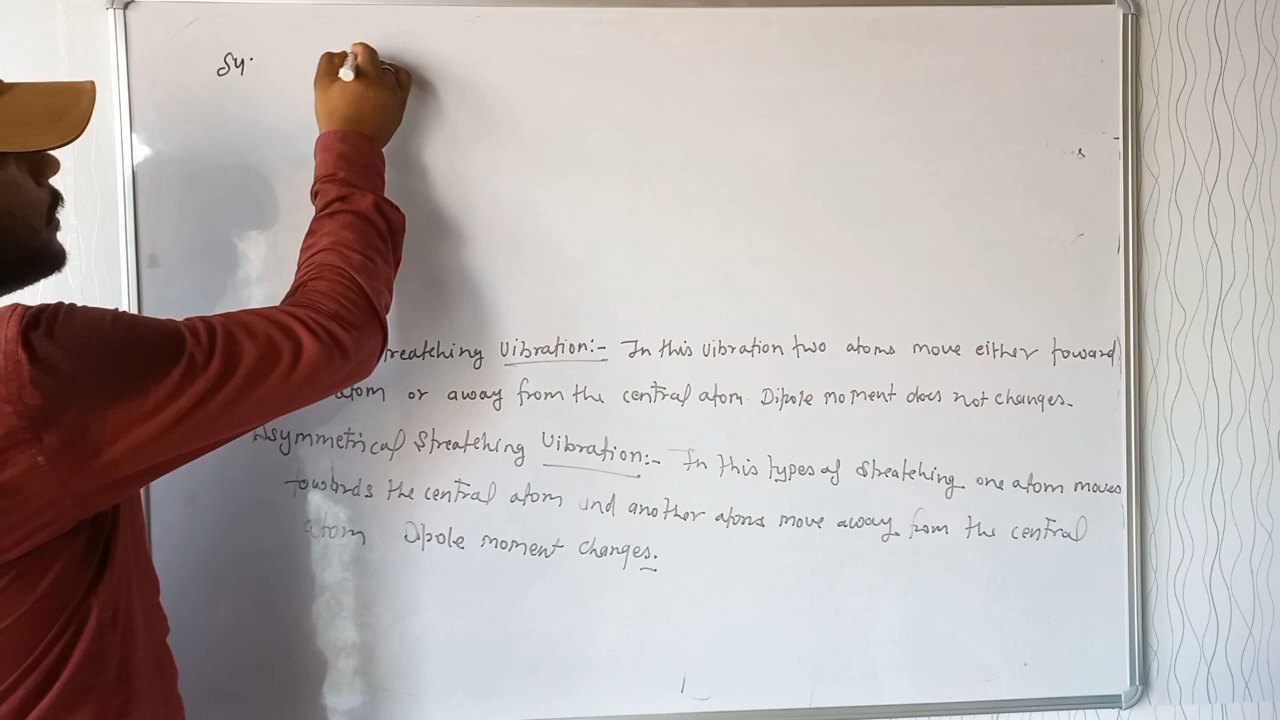 Sy.
reatching Vibration:- In this vibration two atoms move either toward
atom or away from the central atom. Dipole moment does not changes.
Asymmetrical Streatching Vibration:- In this types of streatching one atom moves
towards the central atom and another atoms move away from the central
atom Dipole moment changes.